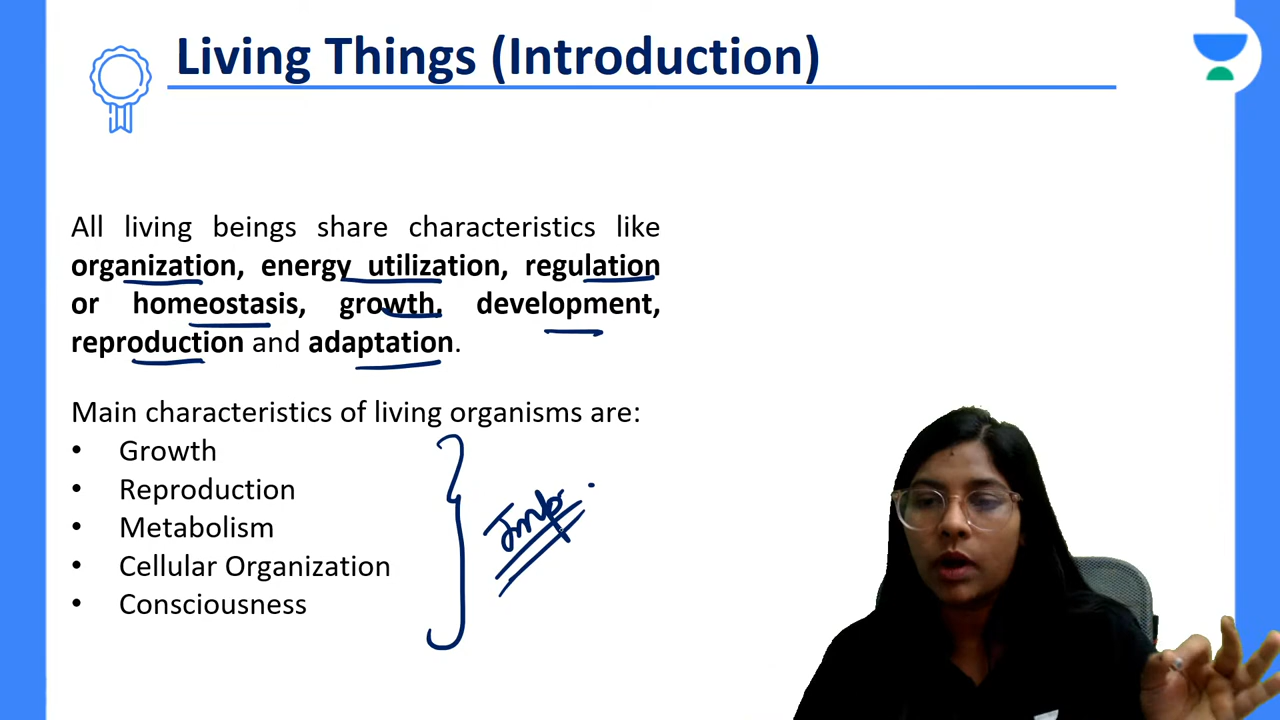 Living Things (Introduction)
All living beings share characteristics like
organization, energy utilization, regulation
or homeostasis, growth, development,
reproduction and adaptation.
Main characteristics of living organisms are:
• Growth
• Reproduction
• Metabolism
• Cellular Organization
• Consciousness
Imp.